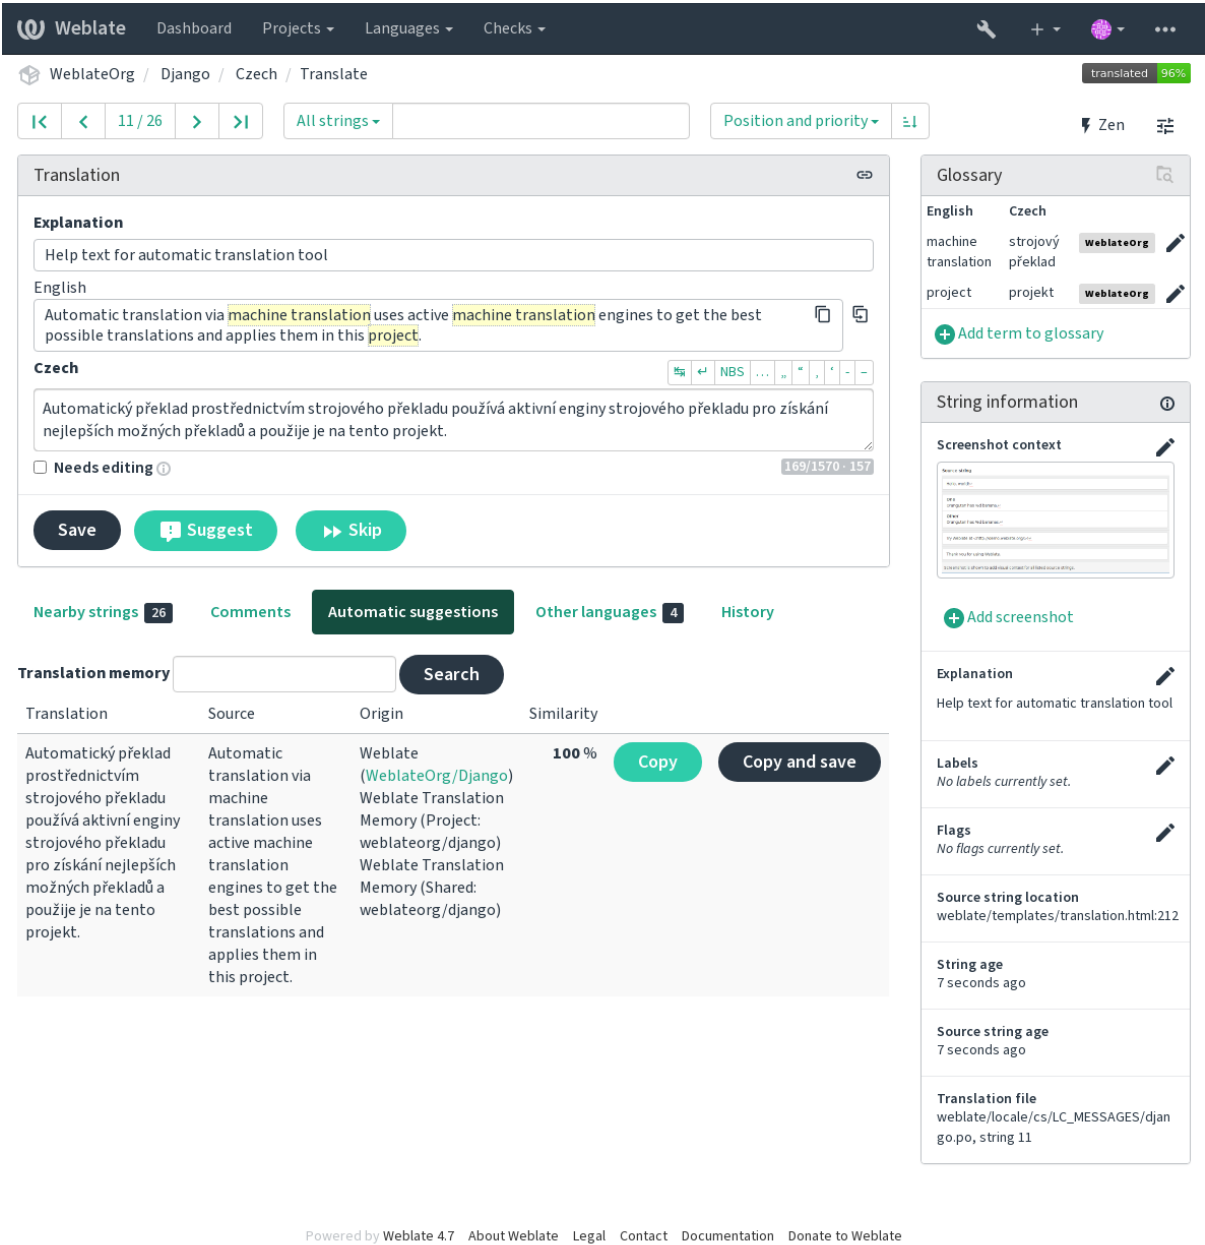 Weblate Dashboard Projects Languages Checks
WeblateOrg / Django / Czech / Translate
translated 96%
11 / 26
All strings
Position and priority
Zen
Translation
Explanation
Help text for automatic translation tool
English
Automatic translation via machine translation uses active machine translation engines to get the best
possible translations and applies them in this project.
Czech
↹ ↵ NBS … „ “ ‚ ‘ - –
Automatický překlad prostřednictvím strojového překladu používá aktivní enginy strojového překladu pro získání
nejlepších možných překladů a použije je na tento projekt.
Needs editing
169/1570 · 157
Save
Suggest
Skip
Nearby strings 26
Comments
Automatic suggestions
Other languages 4
History
Translation memory
Search
Translation Source Origin Similarity
Automatický překlad
prostřednictvím
strojového překladu
používá aktivní enginy
strojového překladu
pro získání nejlepších
možných překladů a
použije je na tento
projekt.
Automatic
translation via
machine
translation uses
active machine
translation
engines to get the
best possible
translations and
applies them in
this project.
Weblate
(WeblateOrg/Django)
Weblate Translation
Memory (Project:
weblateorg/django)
Weblate Translation
Memory (Shared:
weblateorg/django)
100 %
Copy
Copy and save
Glossary
English Czech
machine
translation
strojový
překlad
WeblateOrg
project projekt WeblateOrg
Add term to glossary
String information
Screenshot context
Add screenshot
Explanation
Help text for automatic translation tool
Labels
No labels currently set.
Flags
No flags currently set.
Source string location
weblate/templates/translation.html:212
String age
7 seconds ago
Source string age
7 seconds ago
Translation file
weblate/locale/cs/LC_MESSAGES/djan
go.po, string 11
Powered by Weblate 4.7 About Weblate Legal Contact Documentation Donate to Weblate